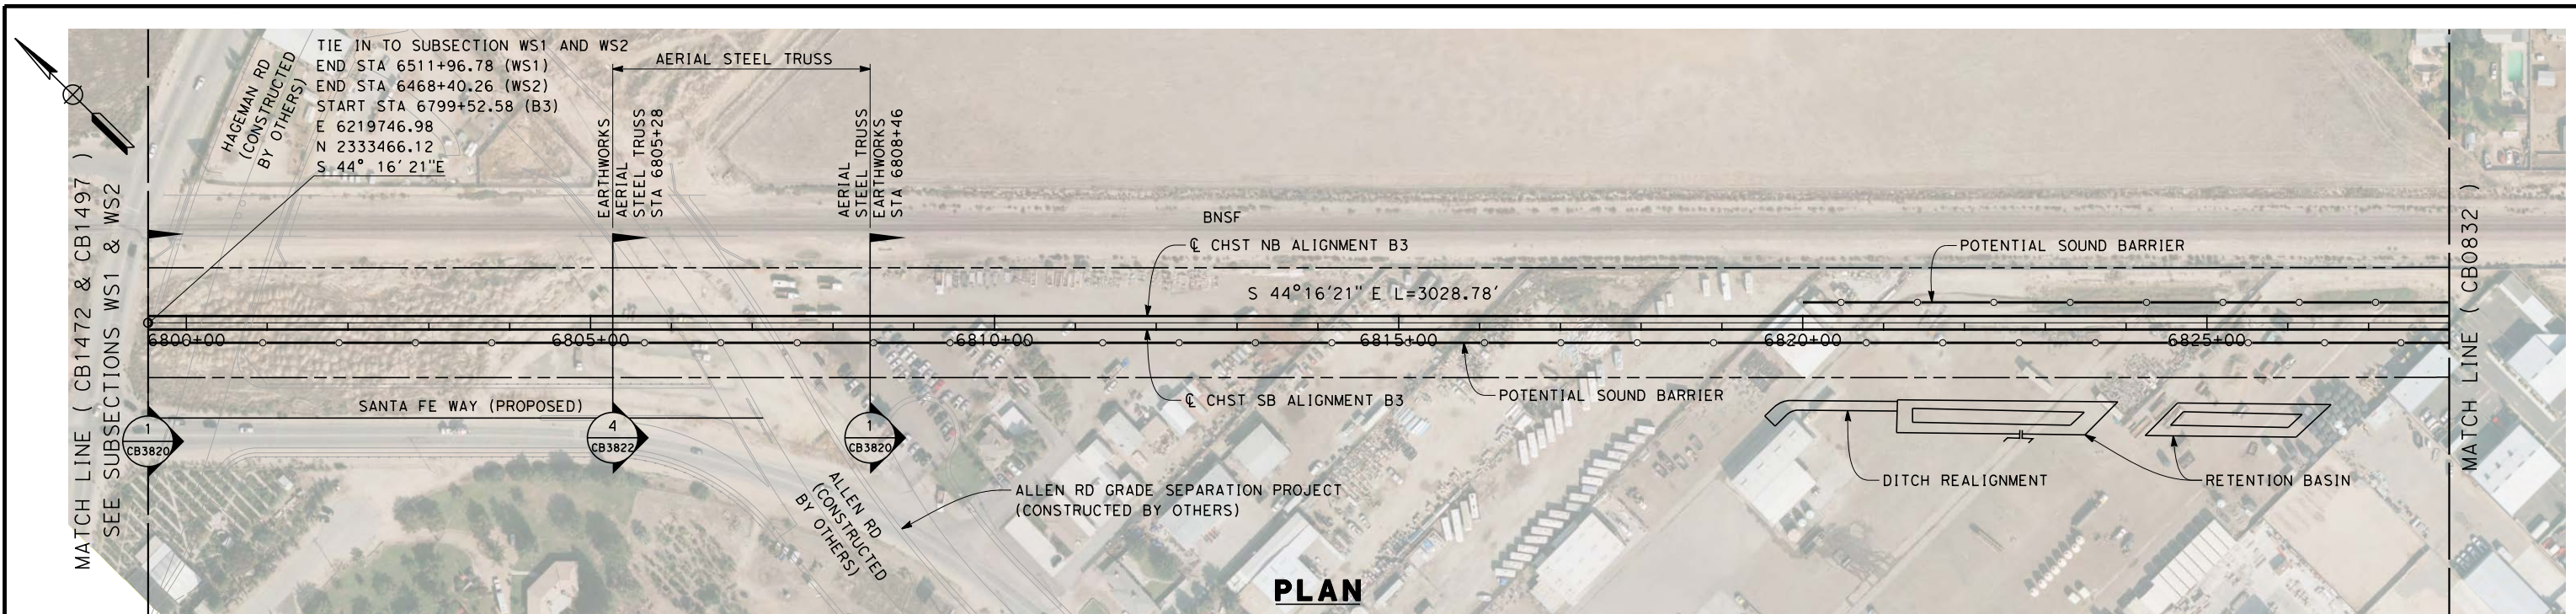 TIE IN TO SUBSECTION WS1 AND WS2
END STA 6511+96.78 (WS1)
END STA 6468+40.26 (WS2)
START STA 6799+52.58 (B3)
E 6219746.98
N 2333466.12
S 44° 16' 21"E
HAGEMAN RD
(CONSTRUCTED
BY OTHERS)
AERIAL STEEL TRUSS
EARTHWORKS
AERIAL
STEEL TRUSS
STA 6805+28
AERIAL
STEEL TRUSS
EARTHWORKS
STA 6808+46
MATCH LINE ( CB1472 & CB1497 )
SEE SUBSECTIONS WS1 & WS2
BNSF
℄ CHST NB ALIGNMENT B3
POTENTIAL SOUND BARRIER
S 44°16'21" E L=3028.78'
6800+00
6805+00
6810+00
6815+00
6820+00
6825+00
℄ CHST SB ALIGNMENT B3
POTENTIAL SOUND BARRIER
SANTA FE WAY (PROPOSED)
1
CB3820
4
CB3822
1
CB3820
ALLEN RD
(CONSTRUCTED
BY OTHERS)
ALLEN RD GRADE SEPARATION PROJECT
(CONSTRUCTED BY OTHERS)
DITCH REALIGNMENT
RETENTION BASIN
MATCH LINE ( CB0832 )
PLAN